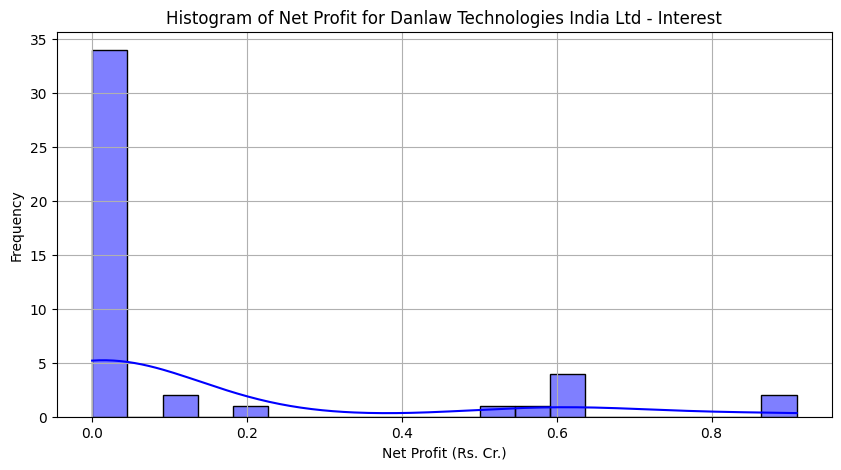 Histogram of Net Profit for Danlaw Technologies India Ltd - Interest
35
30
25
20
15
10
5
0
Frequency
0.0 0.2 0.4 0.6 0.8
Net Profit (Rs. Cr.)